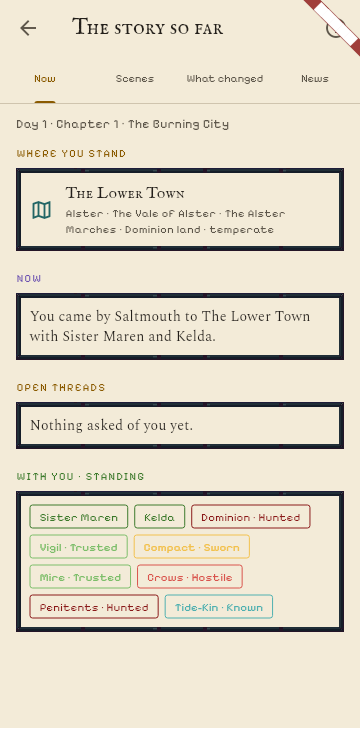 The story so far
Now Scenes What changed News
Day 1 · Chapter 1 · The Burning City
WHERE YOU STAND
The Lower Town
Alster · The Vale of Alster · The Alster
Marches · Dominion land · temperate
NOW
You came by Saltmouth to The Lower Town
with Sister Maren and Kelda.
OPEN THREADS
Nothing asked of you yet.
WITH YOU · STANDING
Sister Maren Kelda Dominion · Hunted
Vigil · Trusted Compact · Sworn
Mire · Trusted Crows · Hostile
Penitents · Hunted Tide-Kin · Known